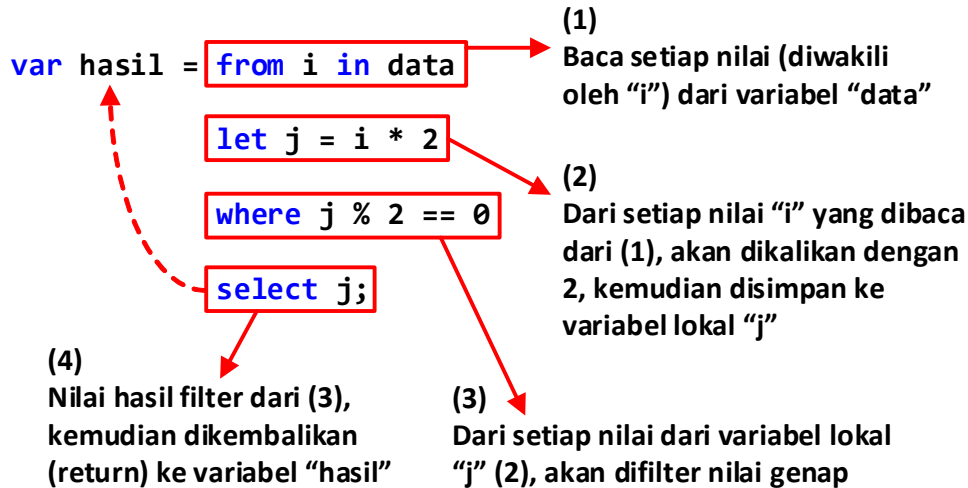 (1)
var hasil = from i in data
Baca setiap nilai (diwakili
oleh “i”) dari variabel “data”
let j = i * 2
(2)
where j % 2 == 0
Dari setiap nilai “i” yang dibaca
dari (1), akan dikalikan dengan
2, kemudian disimpan ke
variabel lokal “j”
select j;
(4)
Nilai hasil filter dari (3),
kemudian dikembalikan
(return) ke variabel “hasil”
(3)
Dari setiap nilai dari variabel lokal
“j” (2), akan difilter nilai genap